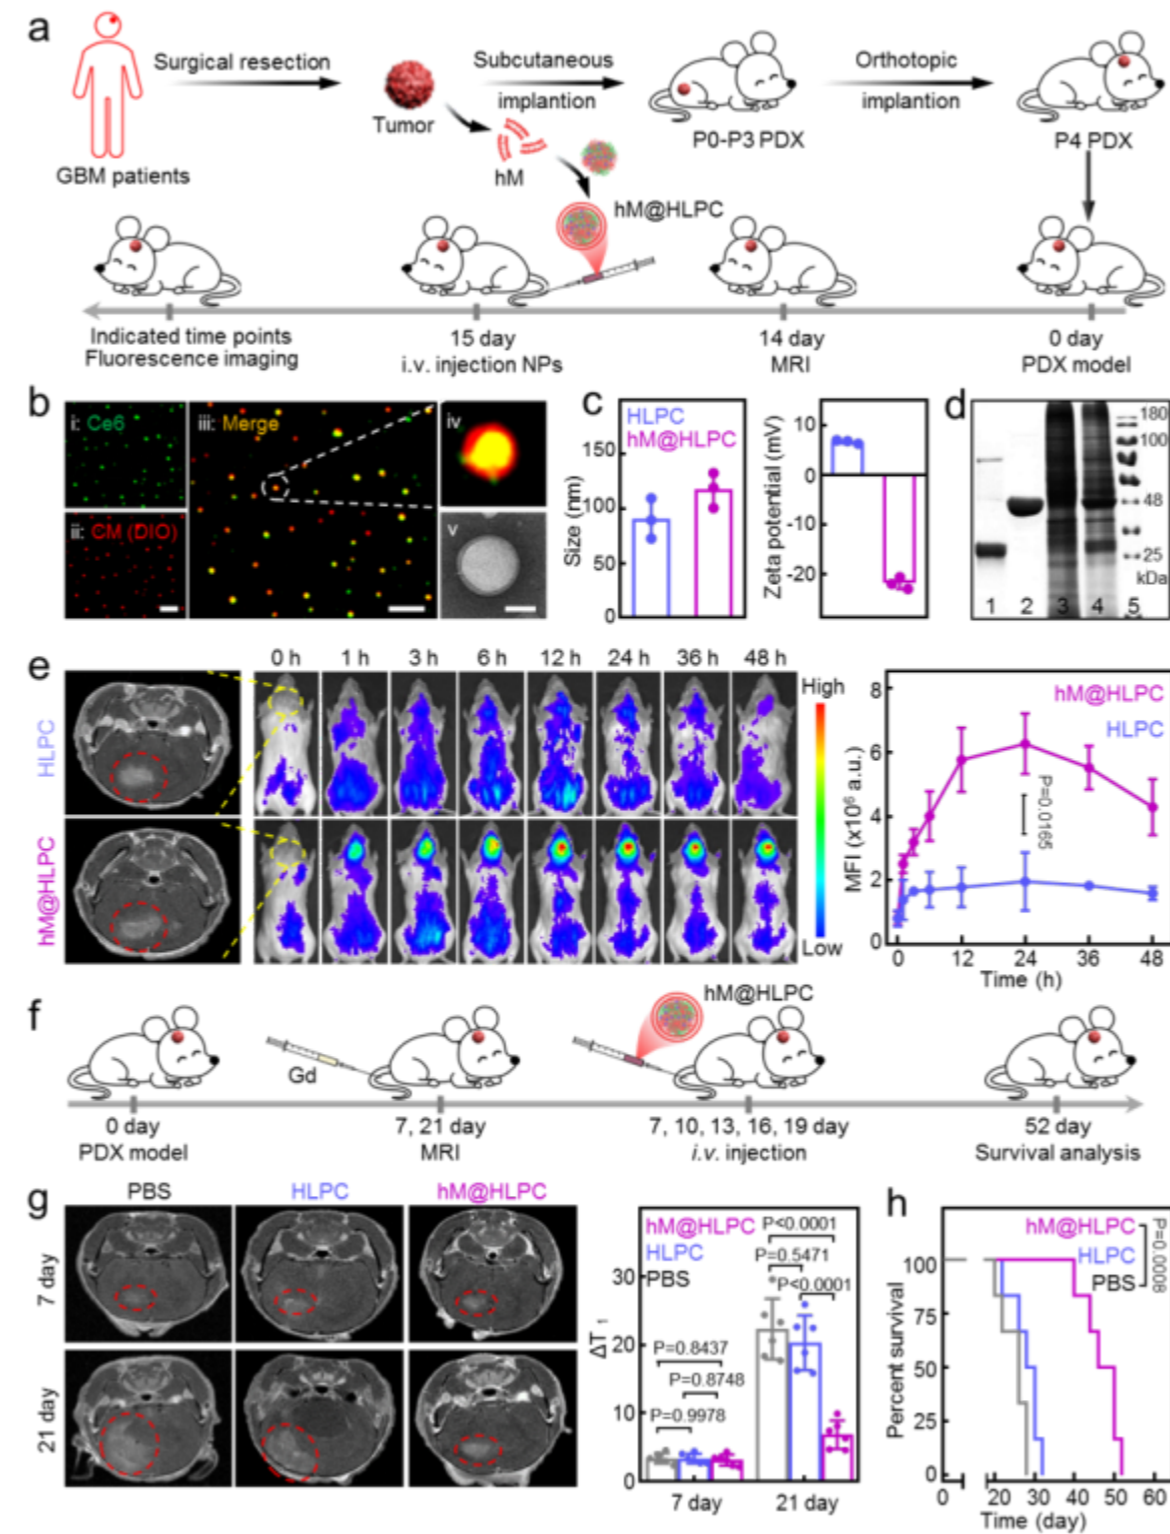 a
Surgical resection
Subcutaneous
implantion
Orthotopic
implantion
Tumor
P0-P3 PDX
P4 PDX
GBM patients
hM
hM@HLPC
Indicated time points
Fluorescence imaging
15 day
i.v. injection NPs
14 day
MRI
0 day
PDX model
b
i: Ce6
iii: Merge
iv
ii: CM (DIO)
v
c
HLPC
hM@HLPC
Size (nm)
150
100
50
0
Zeta potential (mV)
10
0
-10
-20
d
180
100
48
25
kDa
1 2 3 4 5
e
0 h 1 h 3 h 6 h 12 h 24 h 36 h 48 h
HLPC
hM@HLPC
High
Low
hM@HLPC
HLPC
P=0.0165
MFI (x10⁶ a.u.)
8
6
4
2
0
0 12 24 36 48
Time (h)
f
hM@HLPC
Gd
0 day
PDX model
7, 21 day
MRI
7, 10, 13, 16, 19 day
i.v. injection
52 day
Survival analysis
g
PBS HLPC hM@HLPC
7 day
21 day
hM@HLPC
HLPC
PBS
P<0.0001
P=0.5471
P<0.0001
P=0.8437
P=0.8748
P=0.9978
ΔT 1
30
20
10
0
7 day 21 day
h
hM@HLPC
HLPC
PBS
P=0.0008
Percent survival
100
75
50
25
0
0 20 30 40 50 60
Time (day)